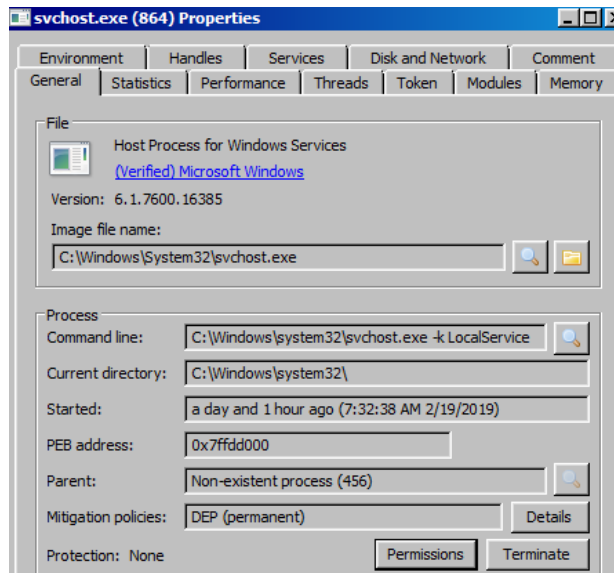 svchost.exe (864) Properties
Environment Handles Services Disk and Network Comment
General Statistics Performance Threads Token Modules Memory
File
Host Process for Windows Services
(Verified) Microsoft Windows
Version: 6.1.7600.16385
Image file name:
C:\Windows\System32\svchost.exe
Process
Command line: C:\Windows\system32\svchost.exe -k LocalService
Current directory: C:\Windows\system32\
Started: a day and 1 hour ago (7:32:38 AM 2/19/2019)
PEB address: 0x7ffdd000
Parent: Non-existent process (456)
Mitigation policies: DEP (permanent) Details
Protection: None Permissions Terminate